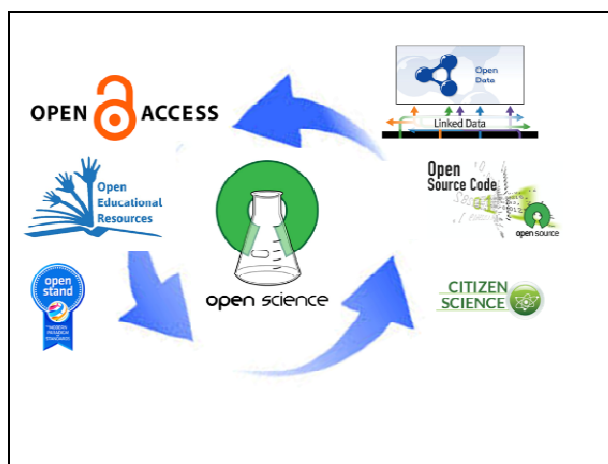 OPEN ACCESS
Open
Data
Linked Data
Open
Educational
Resources
Open
Source Code
open source
open science
open
stand
CITIZEN
SCIENCE